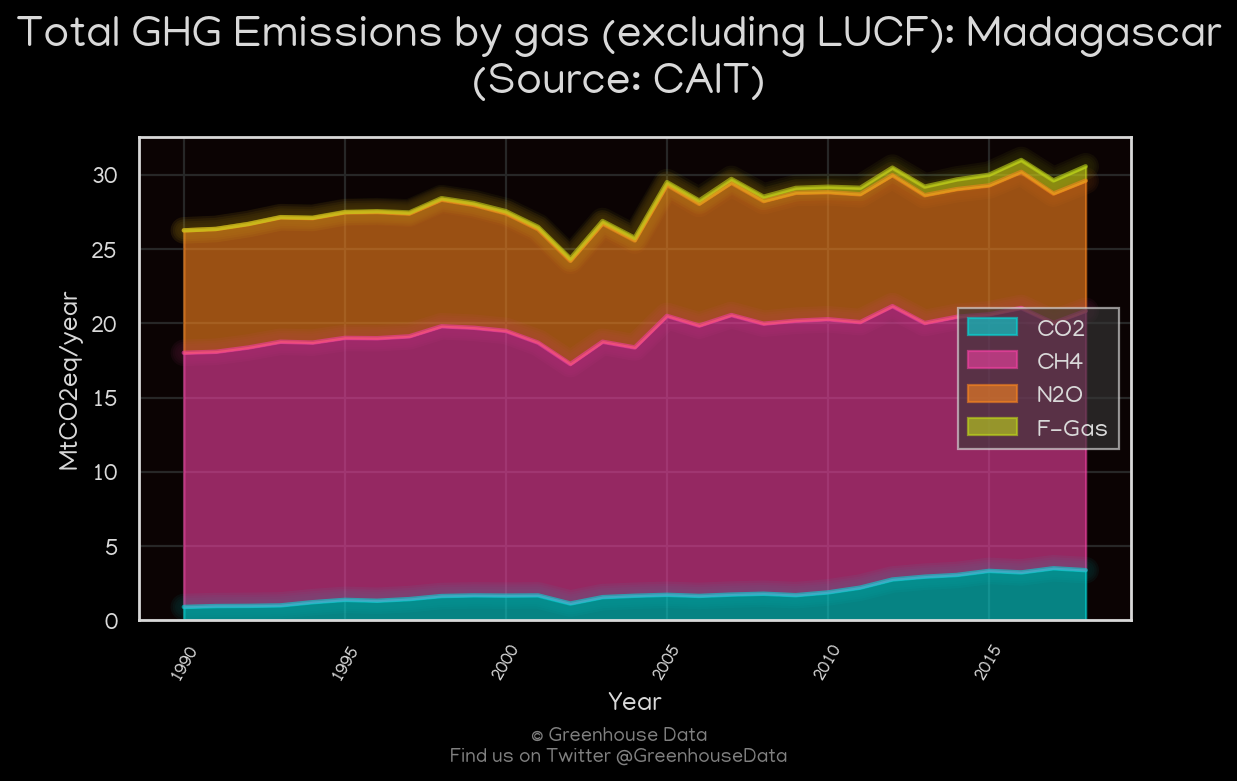 Total GHG Emissions by gas (excluding LUCF): Madagascar
(Source: CAIT)
30
25
20
15
10
5
0
MtCO2eq/year
CO2
CH4
N2O
F-Gas
1990
1995
2000
2005
2010
2015
Year
© Greenhouse Data
Find us on Twitter @GreenhouseData